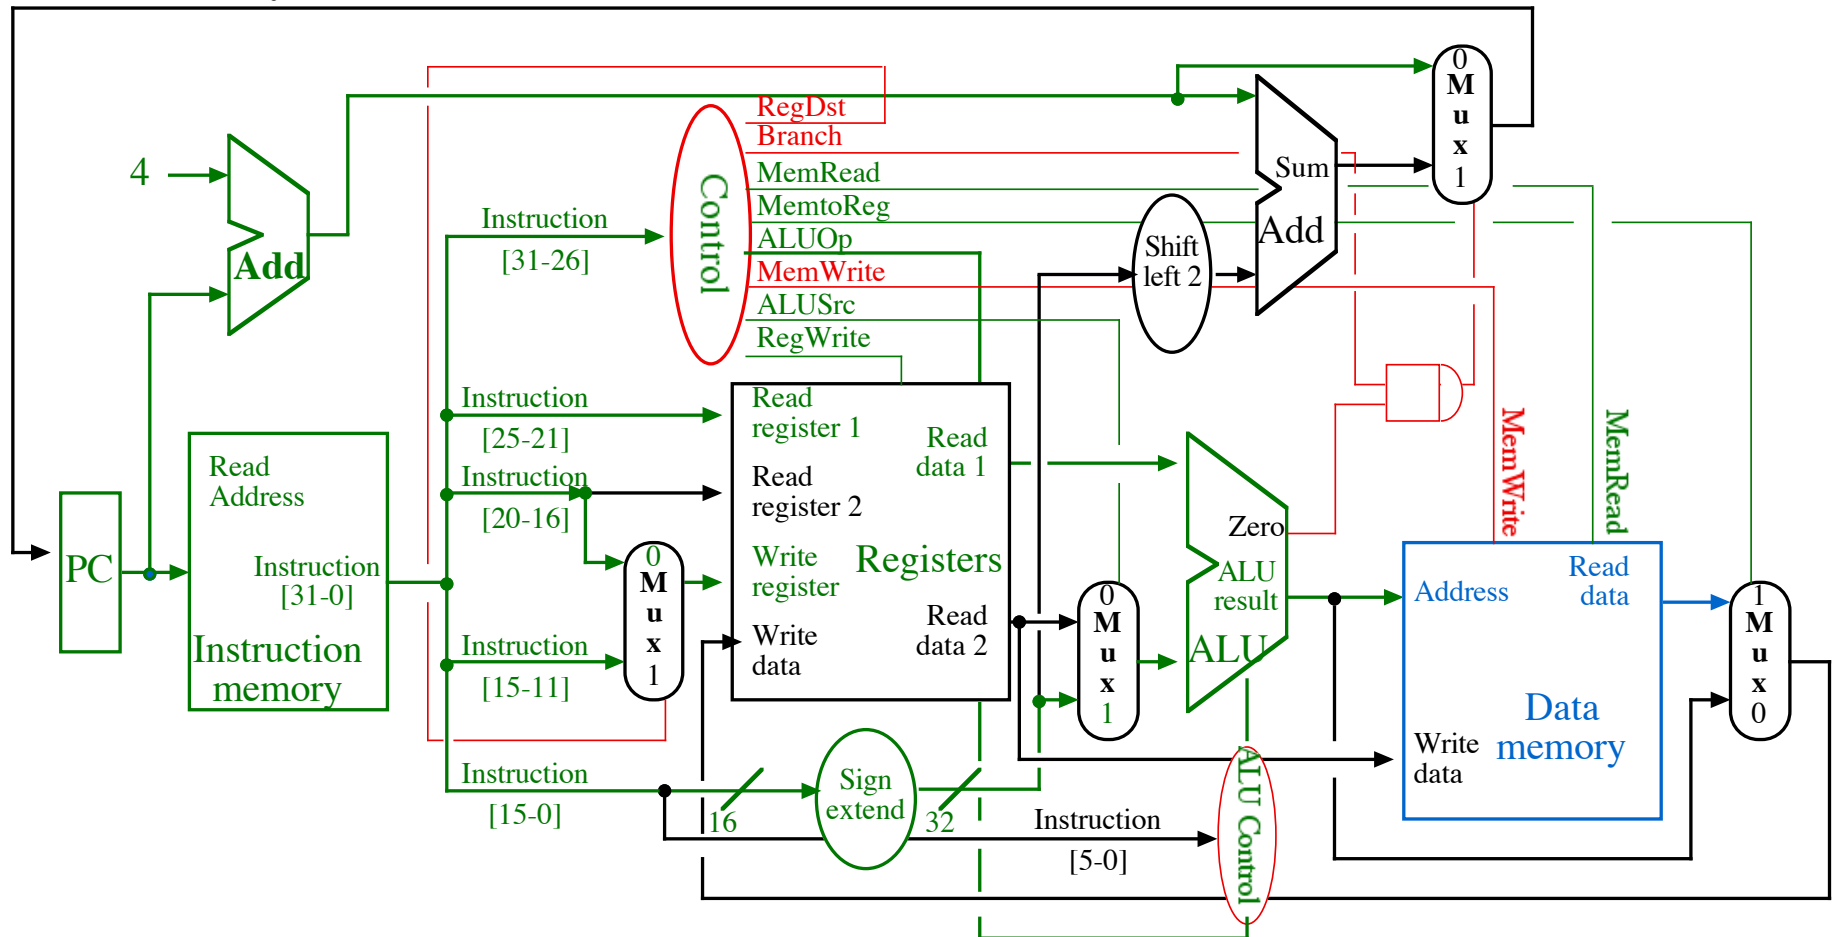 0
M
u
x
1
RegDst
Branch
MemRead
MemtoReg
ALUOp
MemWrite
ALUSrc
RegWrite
Control
4
Add
Sum
Add
Shift
left 2
Instruction
[31-26]
Instruction
[25-21]
Instruction
[20-16]
Instruction
[15-11]
Instruction
[15-0]
PC
Read
Address
Instruction
[31-0]
Instruction
memory
0
M
u
x
1
Read
register 1
Read
register 2
Write
register
Write
data
Read
data 1
Registers
Read
data 2
0
M
u
x
1
Zero
ALU
result
ALU
MemWrite
MemRead
Address
Read
data
Data
memory
Write
data
1
M
u
x
0
Sign
extend
16
32
Instruction
[5-0]
ALU Control